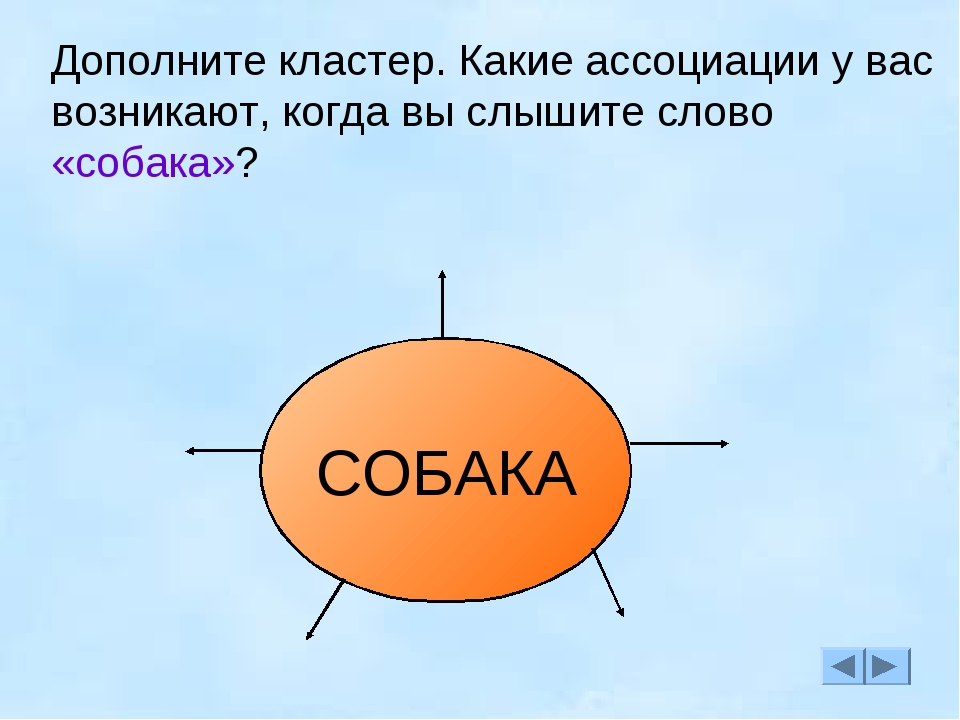 Дополните кластер. Какие ассоциации у вас
возникают, когда вы слышите слово
«собака»?
СОБАКА